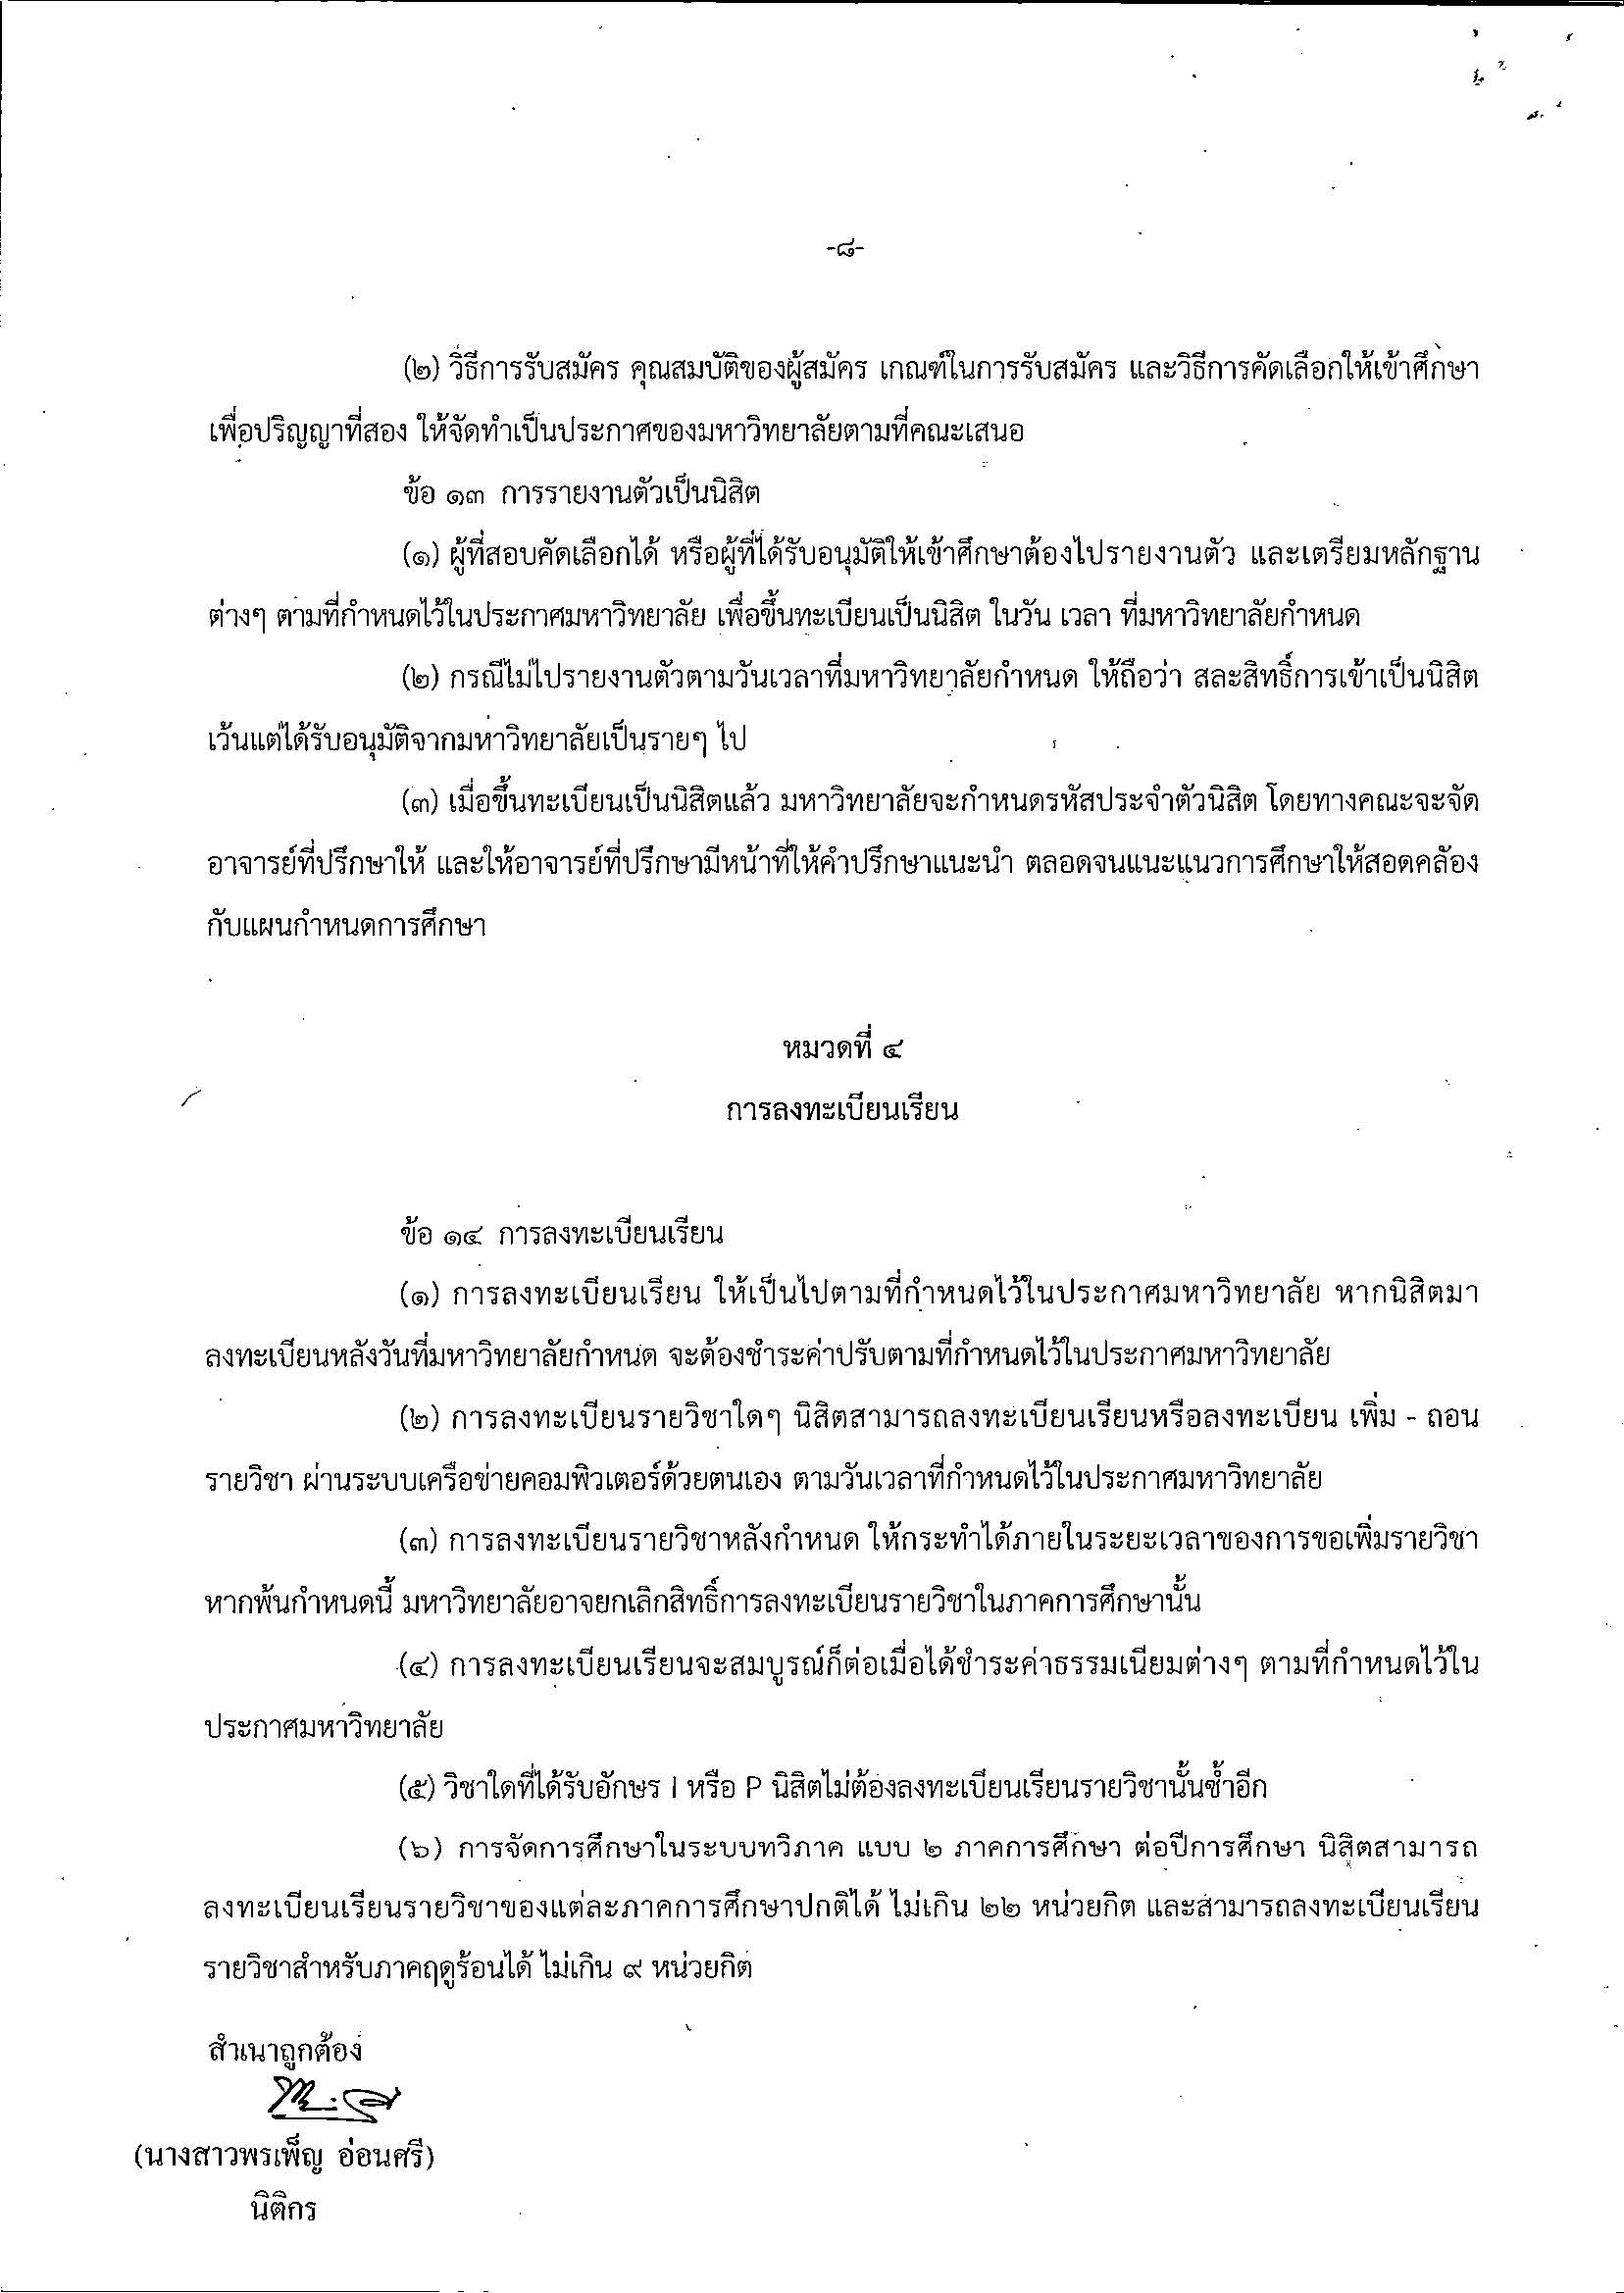 -๘-
(๒) วิธีการรับสมัคร คุณสมบัติของผู้สมัคร เกณฑ์ในการรับสมัคร และวิธีการคัดเลือกให้เข้าศึกษา
เพื่อปริญญาที่สอง ให้จัดทำเป็นประกาศของมหาวิทยาลัยตามที่คณะเสนอ
ข้อ ๑๓ การรายงานตัวเป็นนิสิต
(๑) ผู้ที่สอบคัดเลือกได้ หรือผู้ที่ได้รับอนุมัติให้เข้าศึกษาต้องไปรายงานตัว และเตรียมหลักฐาน
ต่างๆ ตามที่กำหนดไว้ในประกาศมหาวิทยาลัย เพื่อขึ้นทะเบียนเป็นนิสิต ในวัน เวลา ที่มหาวิทยาลัยกำหนด
(๒) กรณีไม่ไปรายงานตัวตามวันเวลาที่มหาวิทยาลัยกำหนด ให้ถือว่า สละสิทธิ์การเข้าเป็นนิสิต
เว้นแต่ได้รับอนุมัติจากมหาวิทยาลัยเป็นรายๆ ไป
(๓) เมื่อขึ้นทะเบียนเป็นนิสิตแล้ว มหาวิทยาลัยจะกำหนดรหัสประจำตัวนิสิต โดยทางคณะจะจัด
อาจารย์ที่ปรึกษาให้ และให้อาจารย์ที่ปรึกษามีหน้าที่ให้คำปรึกษาแนะนำ ตลอดจนแนะแนวการศึกษาให้สอดคล้อง
กับแผนกำหนดการศึกษา
หมวดที่ ๔
การลงทะเบียนเรียน
ข้อ ๑๔ การลงทะเบียนเรียน
(๑) การลงทะเบียนเรียน ให้เป็นไปตามที่กำหนดไว้ในประกาศมหาวิทยาลัย หากนิสิตมา
ลงทะเบียนหลังวันที่มหาวิทยาลัยกำหนด จะต้องชำระค่าปรับตามที่กำหนดไว้ในประกาศมหาวิทยาลัย
(๒) การลงทะเบียนรายวิชาใดๆ นิสิตสามารถลงทะเบียนเรียนหรือลงทะเบียน เพิ่ม - ถอน
รายวิชา ผ่านระบบเครือข่ายคอมพิวเตอร์ด้วยตนเอง ตามวันเวลาที่กำหนดไว้ในประกาศมหาวิทยาลัย
(๓) การลงทะเบียนรายวิชาหลังกำหนด ให้กระทำได้ภายในระยะเวลาของการขอเพิ่มรายวิชา
หากพ้นกำหนดนี้ มหาวิทยาลัยอาจยกเลิกสิทธิ์การลงทะเบียนรายวิชาในภาคการศึกษานั้น
(๔) การลงทะเบียนเรียนจะสมบูรณ์ก็ต่อเมื่อได้ชำระค่าธรรมเนียมต่างๆ ตามที่กำหนดไว้ใน
ประกาศมหาวิทยาลัย
(๕) วิชาใดที่ได้รับอักษร I หรือ P นิสิตไม่ต้องลงทะเบียนเรียนรายวิชานั้นซ้ำอีก
(๖) การจัดการศึกษาในระบบทวิภาค แบบ ๒ ภาคการศึกษา ต่อปีการศึกษา นิสิตสามารถ
ลงทะเบียนเรียนรายวิชาของแต่ละภาคการศึกษาปกติได้ ไม่เกิน ๒๒ หน่วยกิต และสามารถลงทะเบียนเรียน
รายวิชาสำหรับภาคฤดูร้อนได้ ไม่เกิน ๙ หน่วยกิต
สำเนาถูกต้อง
(นางสาวพรเพ็ญ อ่อนศรี)
นิติกร